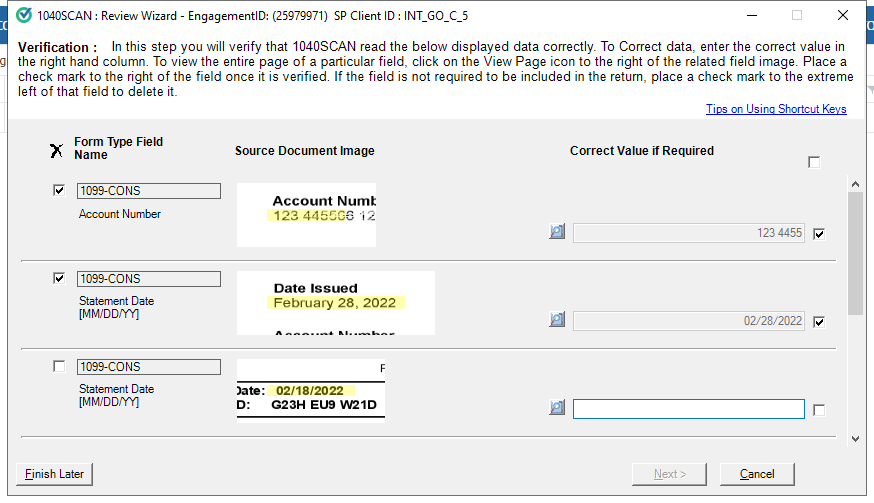 1040SCAN : Review Wizard - EngagementID: (25979971) SP Client ID : INT_GO_C_5
Verification : In this step you will verify that 1040SCAN read the below displayed data correctly. To Correct data, enter the correct value in
the right hand column. To view the entire page of a particular field, click on the View Page icon to the right of the related field image. Place a
check mark to the right of the field once it is verified. If the field is not required to be included in the return, place a check mark to the extreme
left of that field to delete it.
Tips on Using Shortcut Keys
X Form Type Field
Name
Source Document Image
Correct Value if Required
1099-CONS
Account Number
Account Numb
123 445506 12
123 4455
1099-CONS
Statement Date
[MM/DD/YY]
Date Issued
February 28, 2022
Account Number
02/28/2022
1099-CONS
Statement Date
[MM/DD/YY]
F
Date: 02/18/2022
D: G23H EU9 W21D
Finish Later
Next >
Cancel